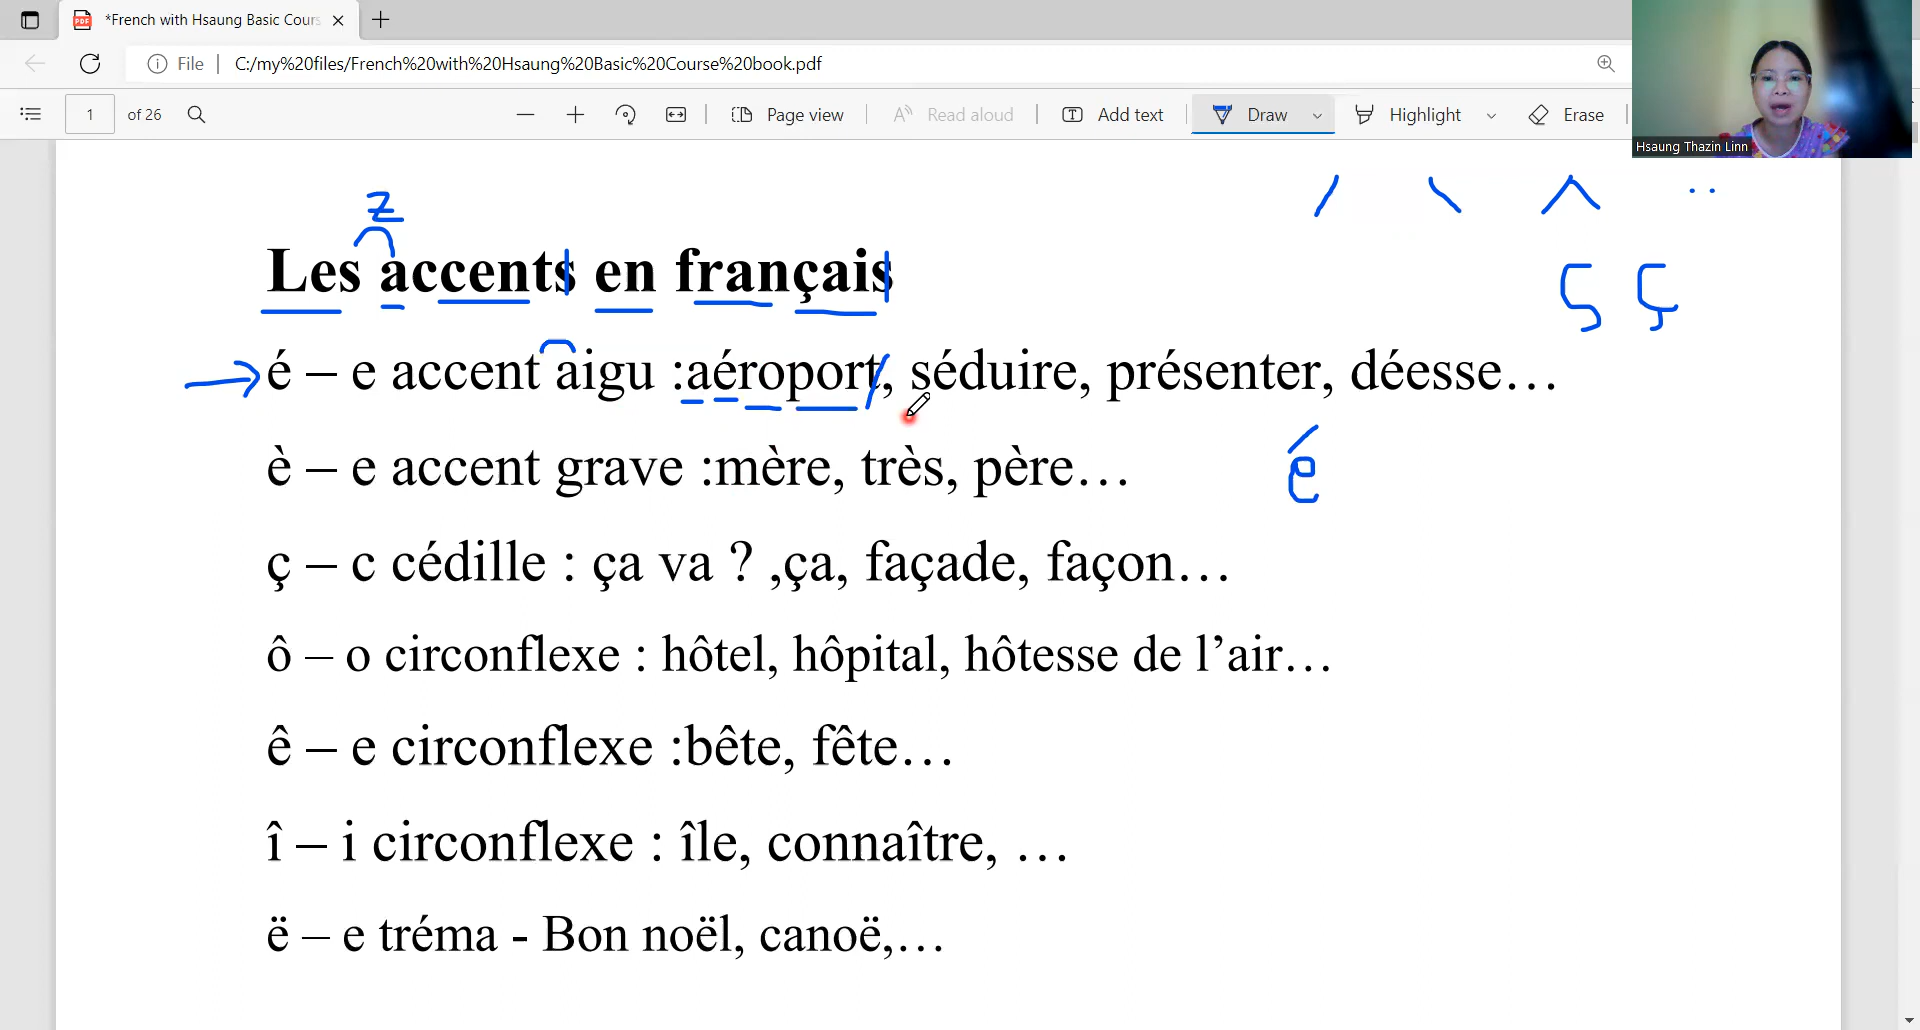 *French with Hsaung Basic Cours
File
C:/my%20files/French%20with%20Hsaung%20Basic%20Course%20book.pdf
1 of 26
Page view
Read aloud
Add text
Draw
Highlight
Erase
Hsaung Thazin Linn
z
Les accents en français
ç ç
é – e accent aigu :aéroport, séduire, présenter, déesse…
è – e accent grave :mère, très, père…
é
ç – c cédille : ça va ? ,ça, façade, façon…
ô – o circonflexe : hôtel, hôpital, hôtesse de l’air…
ê – e circonflexe :bête, fête…
î – i circonflexe : île, connaître, …
ë – e tréma - Bon noël, canoë,…